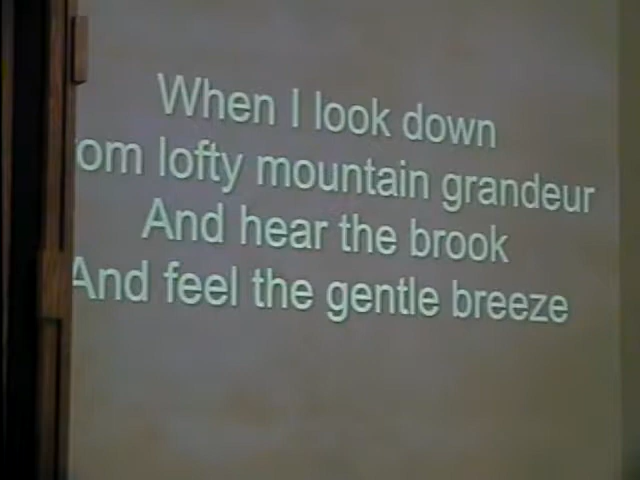 When I look down
om lofty mountain grandeur
And hear the brook
And feel the gentle breeze